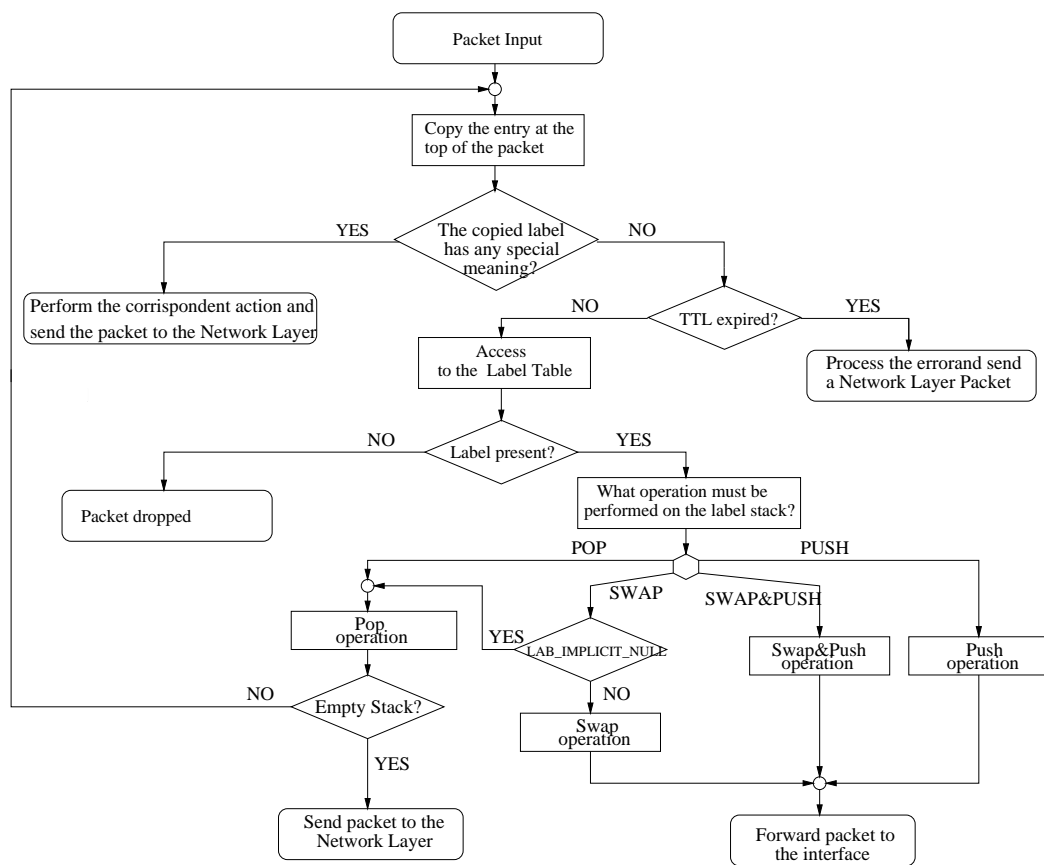 Packet Input
Copy the entry at the
top of the packet
YES
The copied label
has any special
meaning?
NO
Perform the corrispondent action and
send the packet to the Network Layer
NO
TTL expired?
YES
Access
to the Label Table
Process the errorand send
a Network Layer Packet
NO
Label present?
YES
Packet dropped
What operation must be
performed on the label stack?
POP
PUSH
SWAP
SWAP&PUSH
Pop
operation
YES
LAB_IMPLICIT_NULL
Swap&Push
operation
Push
operation
NO
Empty Stack?
NO
Swap
operation
YES
Send packet to the
Network Layer
Forward packet to
the interface